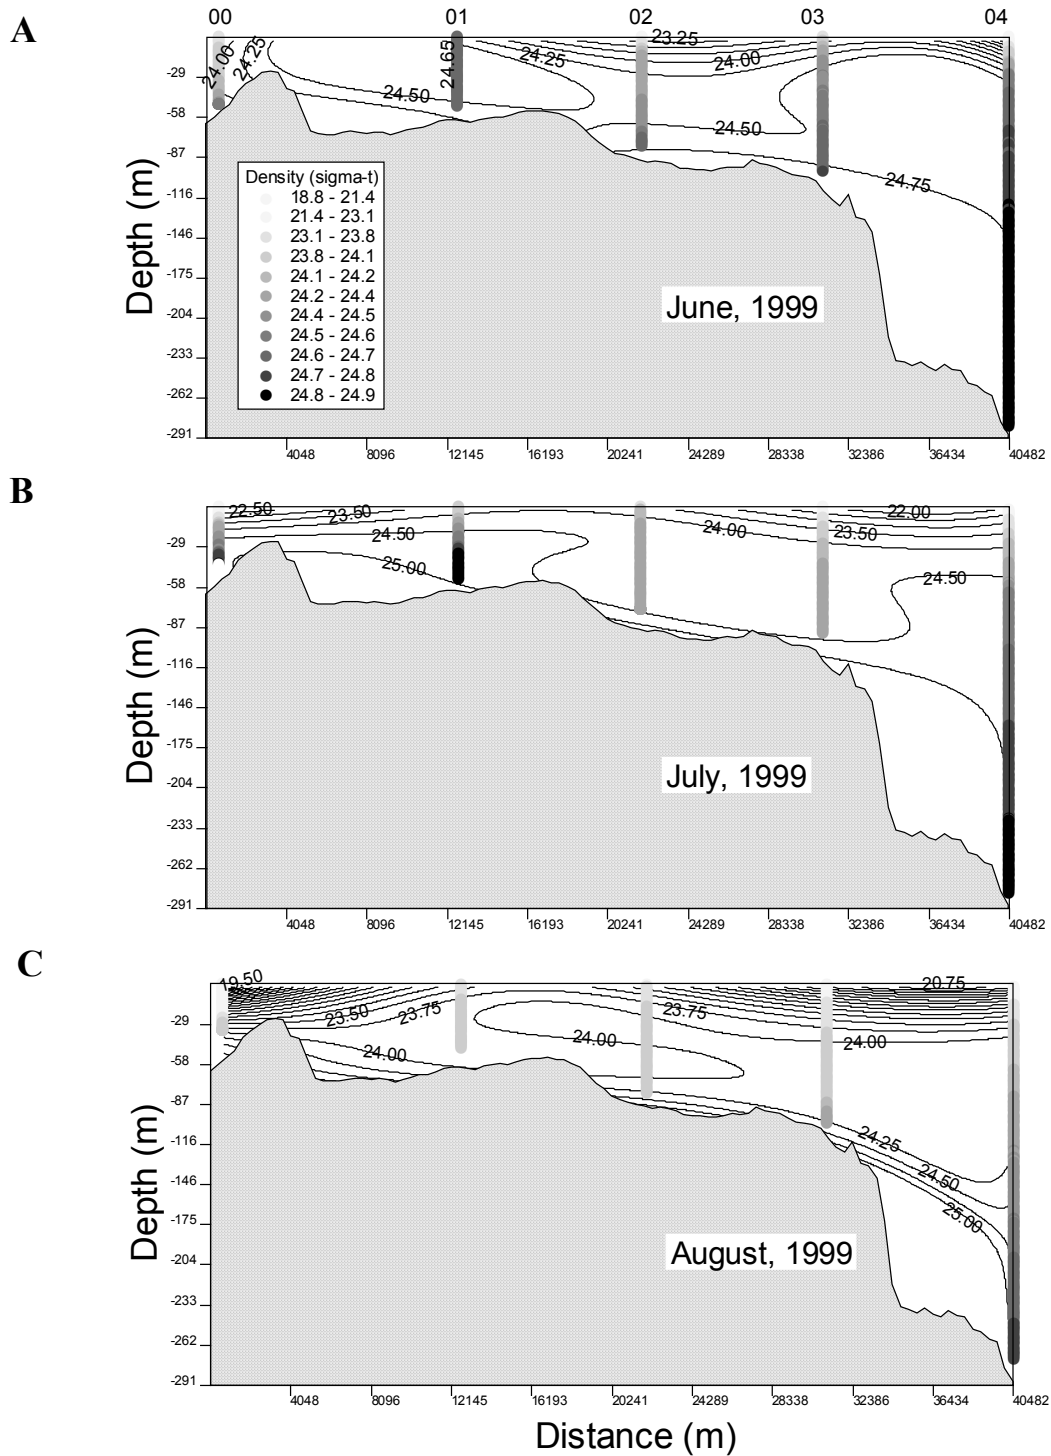 00 01 02 03 04
A
23.25
24.00
24.25
24.65
24.25
24.00
-29
24.50
-58
24.50
-87
24.75
Density (sigma-t)
18.8 - 21.4
21.4 - 23.1
23.1 - 23.8
23.8 - 24.1
24.1 - 24.2
24.2 - 24.4
24.4 - 24.5
24.5 - 24.6
24.6 - 24.7
24.7 - 24.8
24.8 - 24.9
-116
-146
-175
-204
-233
-262
-291
Depth (m)
June, 1999
4048 8096 12145 16193 20241 24289 28338 32386 36434 40482
B
22.50
23.50
22.00
24.00
23.50
24.50
-29
25.00
24.50
-58
-87
-116
-146
-175
-204
-233
-262
-291
Depth (m)
July, 1999
4048 8096 12145 16193 20241 24289 28338 32386 36434 40482
C
19.50
20.75
23.50
23.75
23.75
-29
24.00
24.00
24.00
-58
-87
-116
24.25
24.50
-146
25.00
-175
-204
-233
-262
-291
Depth (m)
August, 1999
4048 8096 12145 16193 20241 24289 28338 32386 36434 40482
Distance (m)